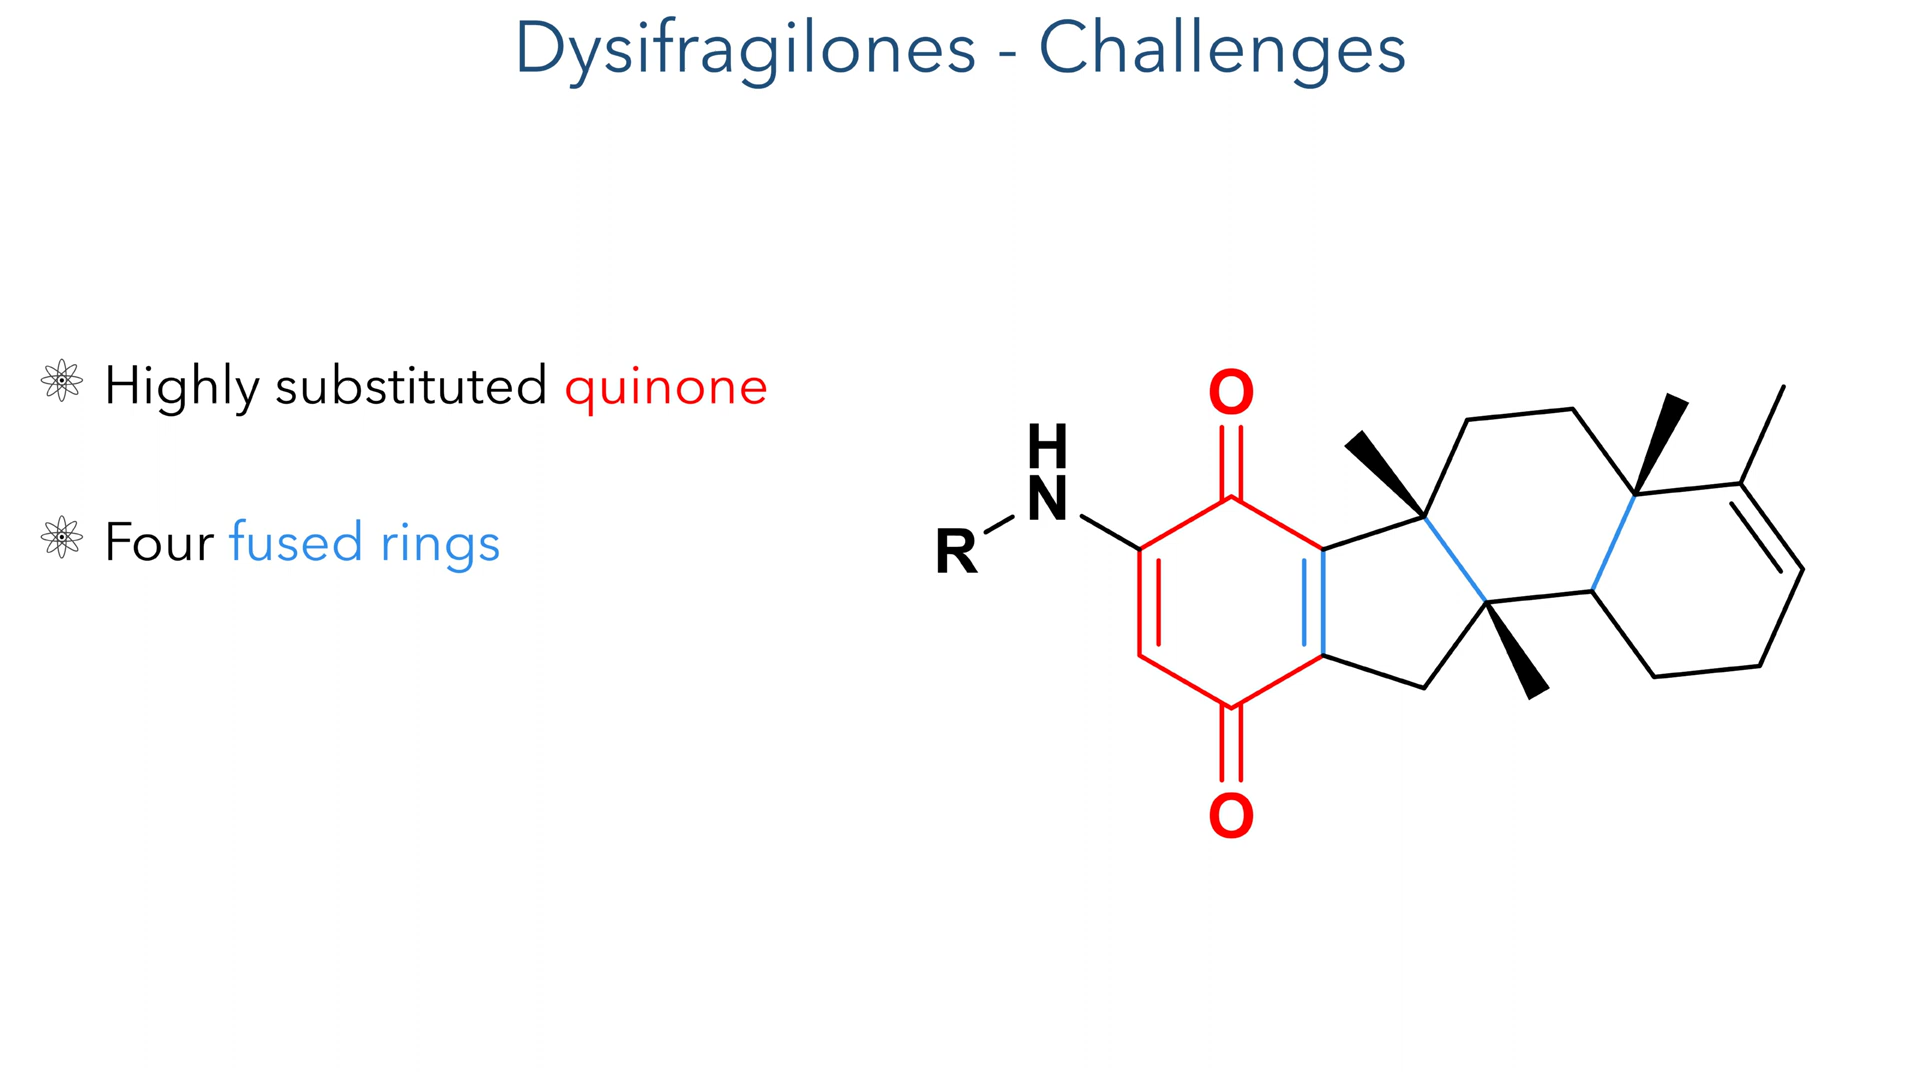 Dysifragilones - Challenges
Highly substituted quinone
Four fused rings
O
H
N
R
O